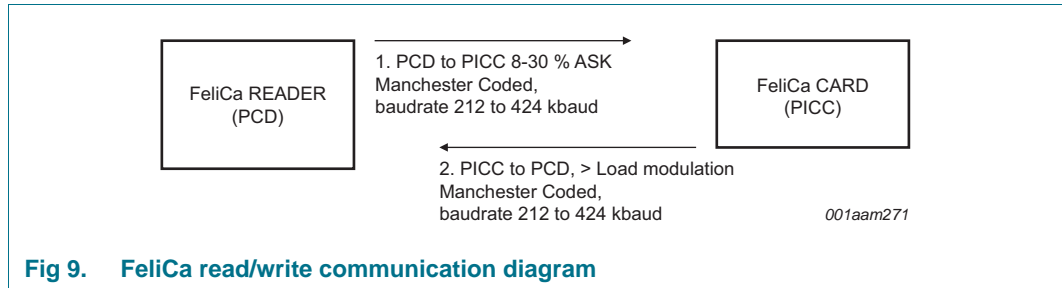 FeliCa READER
(PCD)
1. PCD to PICC 8-30 % ASK
Manchester Coded,
baudrate 212 to 424 kbaud
FeliCa CARD
(PICC)
2. PICC to PCD, > Load modulation
Manchester Coded,
baudrate 212 to 424 kbaud
001aam271
Fig 9. FeliCa read/write communication diagram